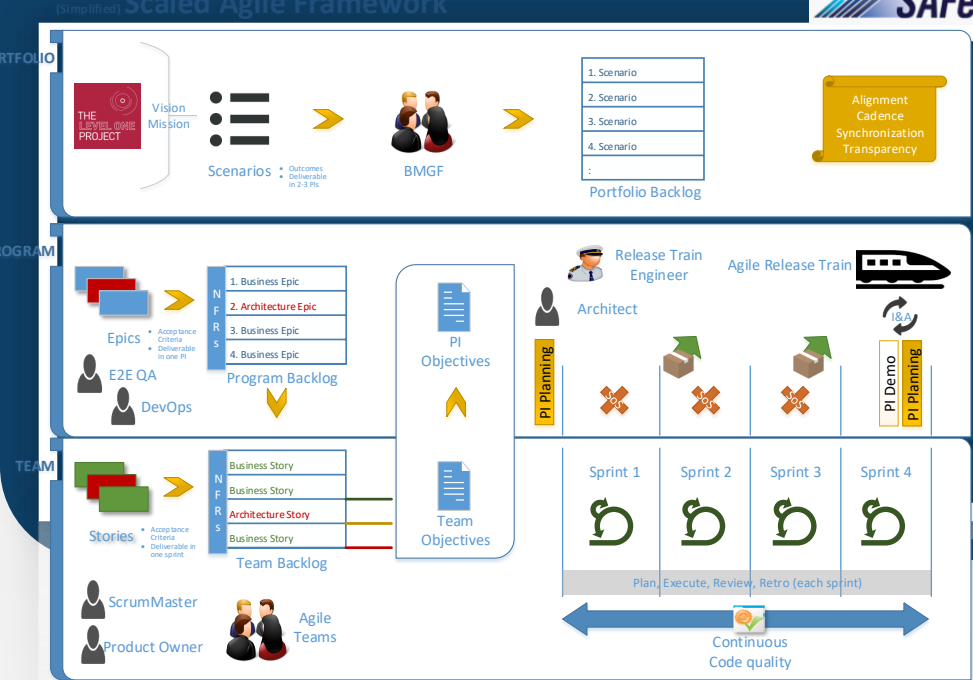 (Simplified) Scaled Agile Framework
SAFe
RTFOLIO
THE
LEVEL ONE
PROJECT
Vision
Mission
Scenarios
• Outcomes
• Deliverable
in 2-3 PIs
BMGF
1. Scenario
2. Scenario
3. Scenario
4. Scenario
:
Portfolio Backlog
Alignment
Cadence
Synchronization
Transparency
OGRAM
Epics
• Acceptance
Criteria
• Deliverable
in one PI
E2E QA
DevOps
NFRs
1. Business Epic
2. Architecture Epic
3. Business Epic
4. Business Epic
Program Backlog
PI
Objectives
Release Train
Engineer
Agile Release Train
Architect
I&A
PI Planning
SOS
SOS
SOS
PI Demo
PI Planning
TEAM
Stories
• Acceptance
Criteria
• Deliverable in
one sprint
NFRs
Business Story
Business Story
Architecture Story
Business Story
Team Backlog
Team
Objectives
ScrumMaster
Product Owner
Agile
Teams
Sprint 1
Sprint 2
Sprint 3
Sprint 4
Plan, Execute, Review, Retro (each sprint)
Continuous
Code quality